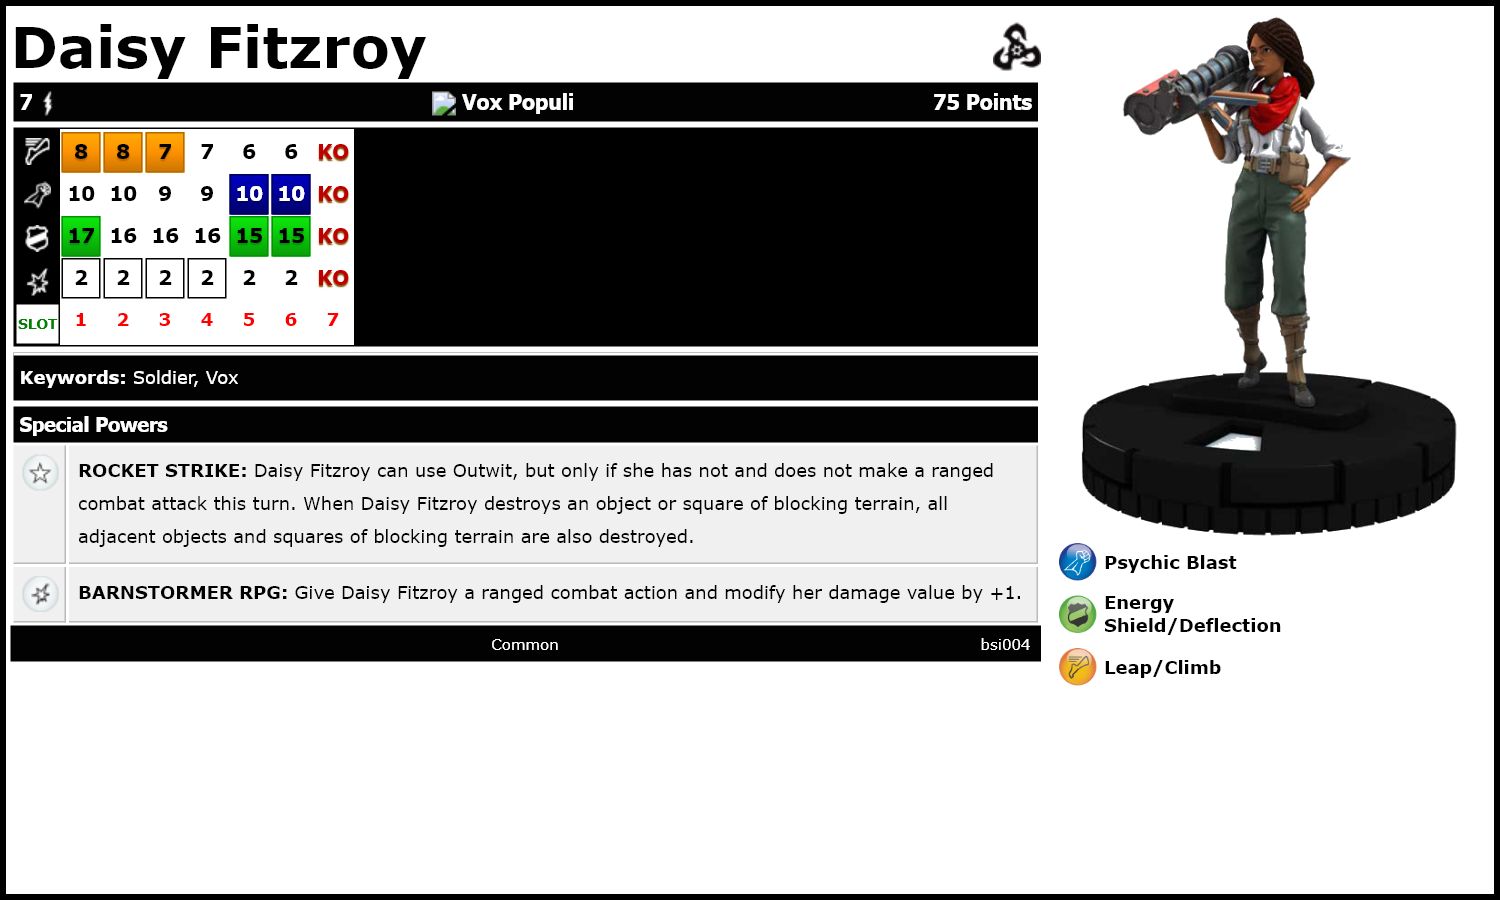 Daisy Fitzroy
7 Vox Populi 75 Points
8 8 7 7 6 6 KO
10 10 9 9 10 10 KO
17 16 16 16 15 15 KO
2 2 2 2 2 2 KO
SLOT 1 2 3 4 5 6 7
Keywords: Soldier, Vox
Special Powers
ROCKET STRIKE: Daisy Fitzroy can use Outwit, but only if she has not and does not make a ranged
combat attack this turn. When Daisy Fitzroy destroys an object or square of blocking terrain, all
adjacent objects and squares of blocking terrain are also destroyed.
BARNSTORMER RPG: Give Daisy Fitzroy a ranged combat action and modify her damage value by +1.
Common bsi004
Psychic Blast
Energy
Shield/Deflection
Leap/Climb